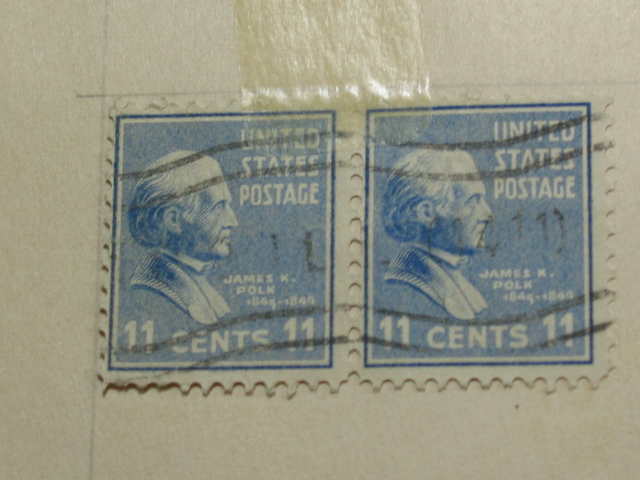 UNITED
STATES
POSTAGE
JAMES K.
POLK
1845-1849
11 CENTS 11
UNITED
STATES
POSTAGE
JAMES K.
POLK
1845-1849
11 CENTS 11